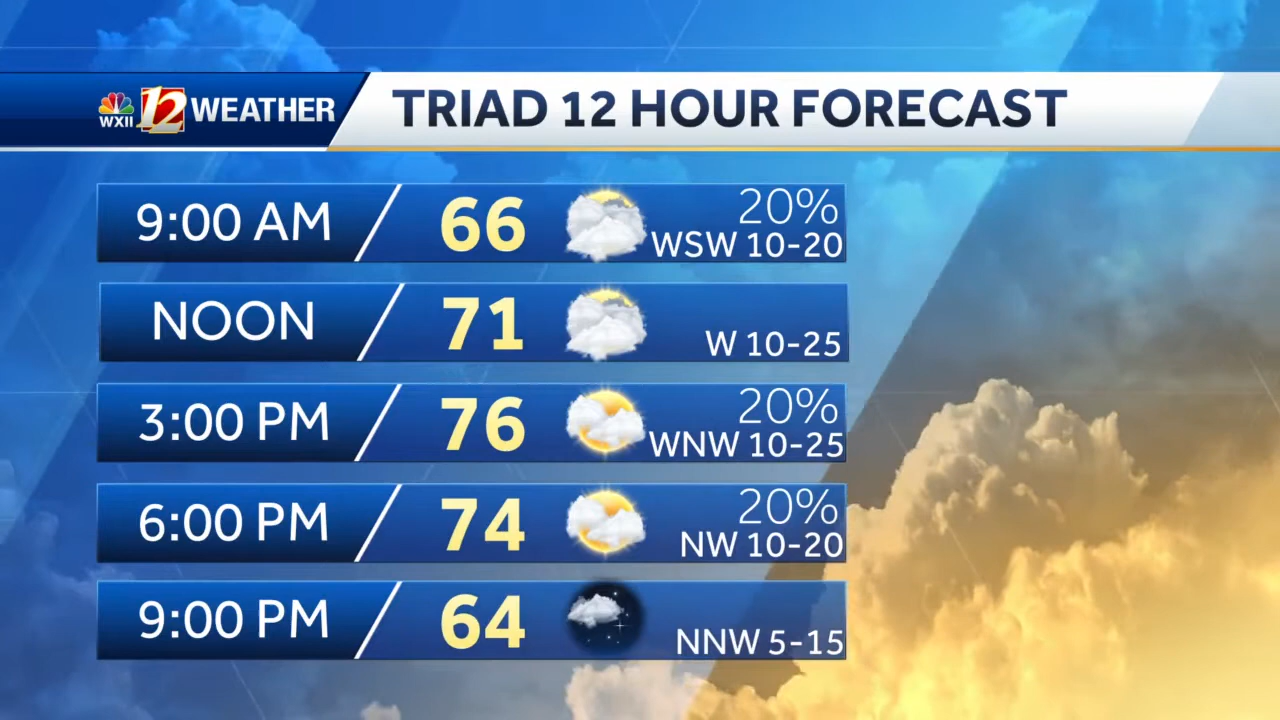 WXII 12 WEATHER
TRIAD 12 HOUR FORECAST
9:00 AM 66 20%
WSW 10-20
NOON 71
W 10-25
3:00 PM 76 20%
WNW 10-25
6:00 PM 74 20%
NW 10-20
9:00 PM 64
NNW 5-15